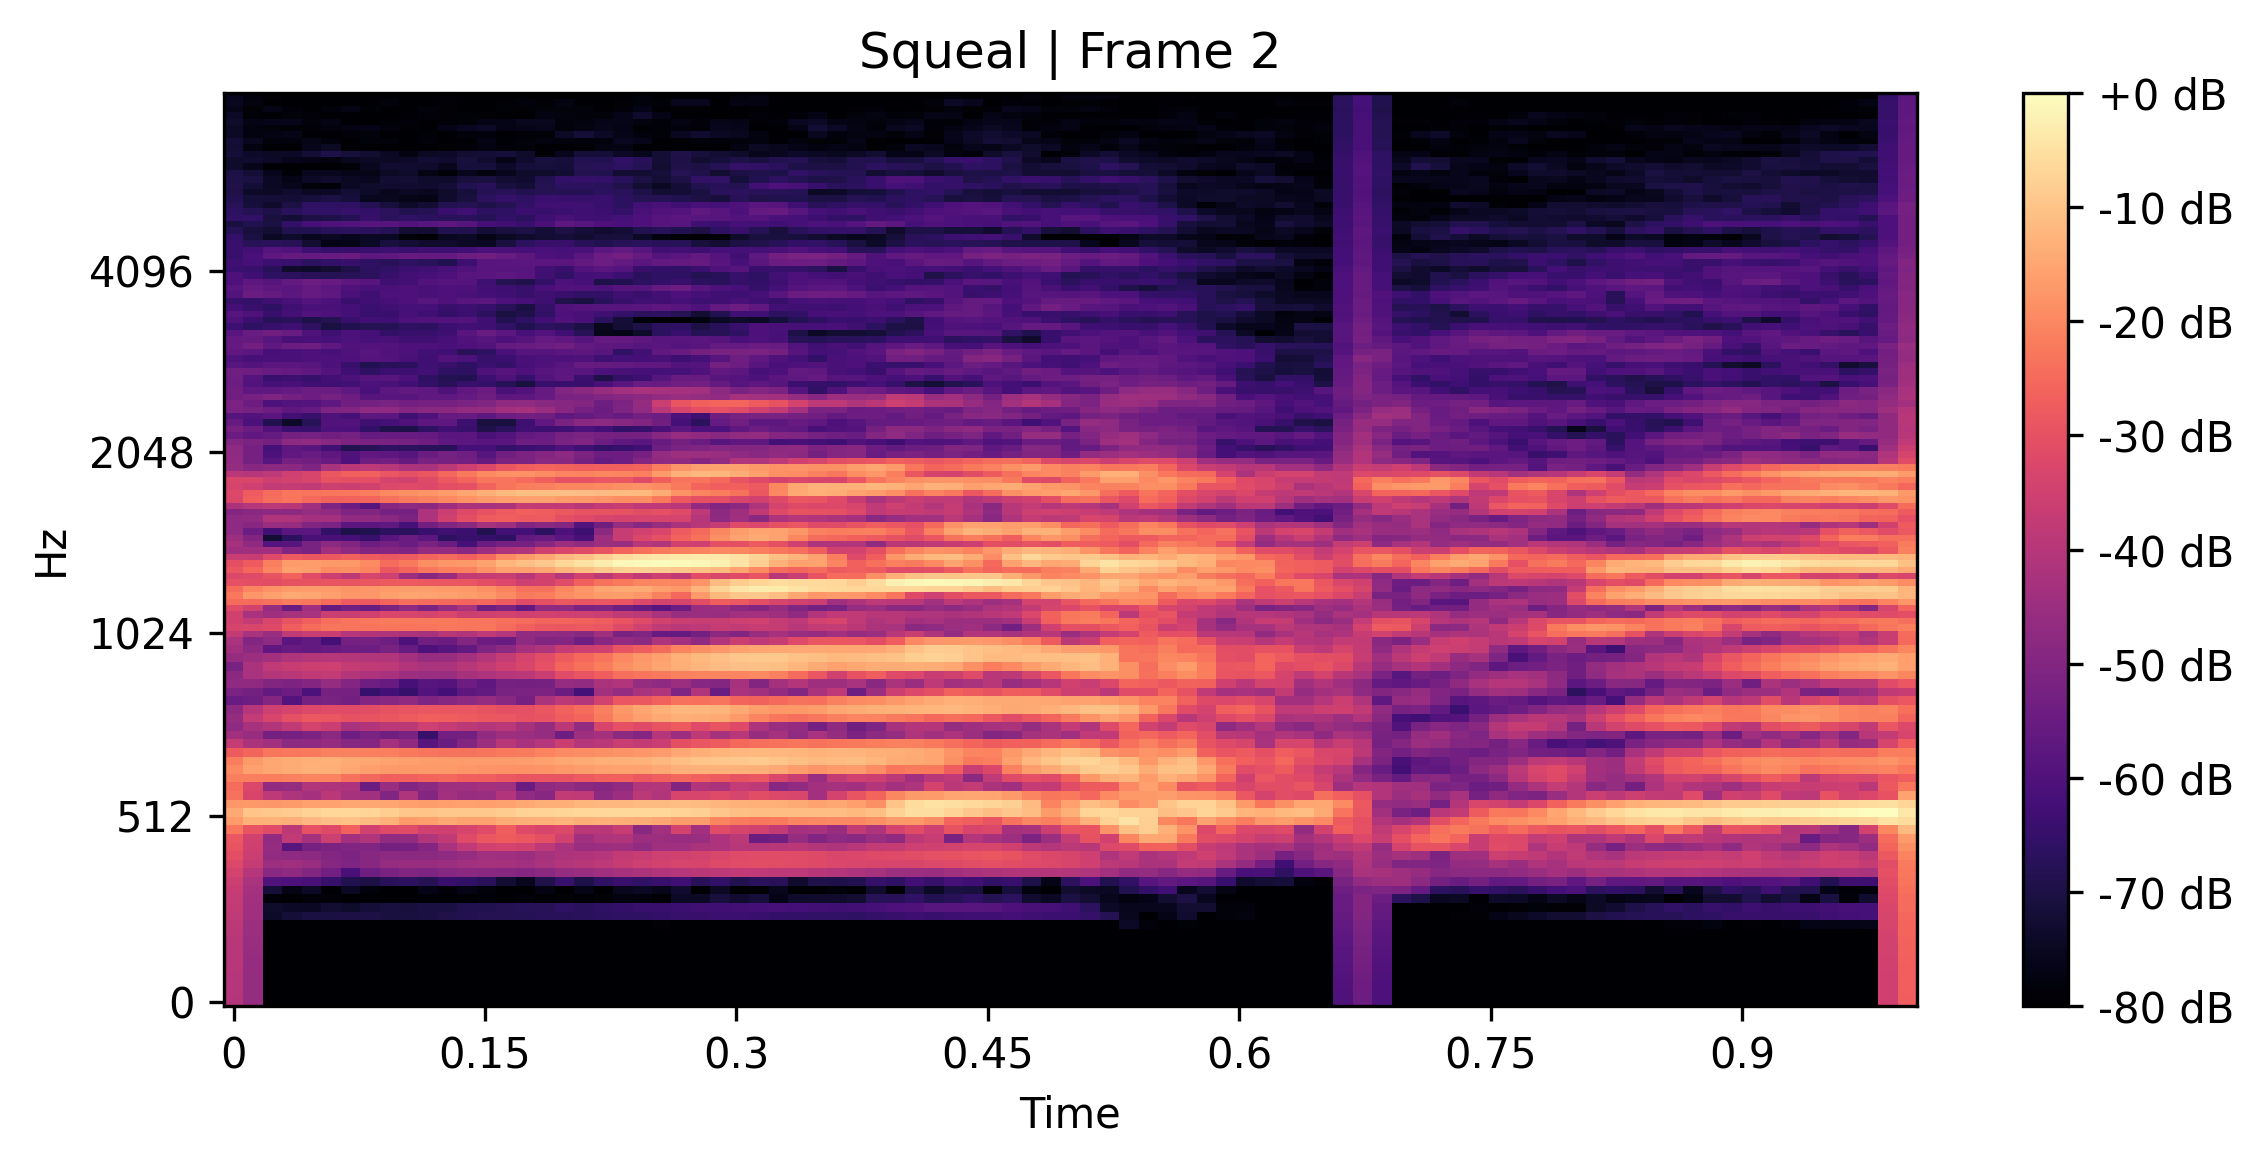 Squeal | Frame 2
Hz
4096
2048
1024
512
0
0 0.15 0.3 0.45 0.6 0.75 0.9
Time
+0 dB
-10 dB
-20 dB
-30 dB
-40 dB
-50 dB
-60 dB
-70 dB
-80 dB